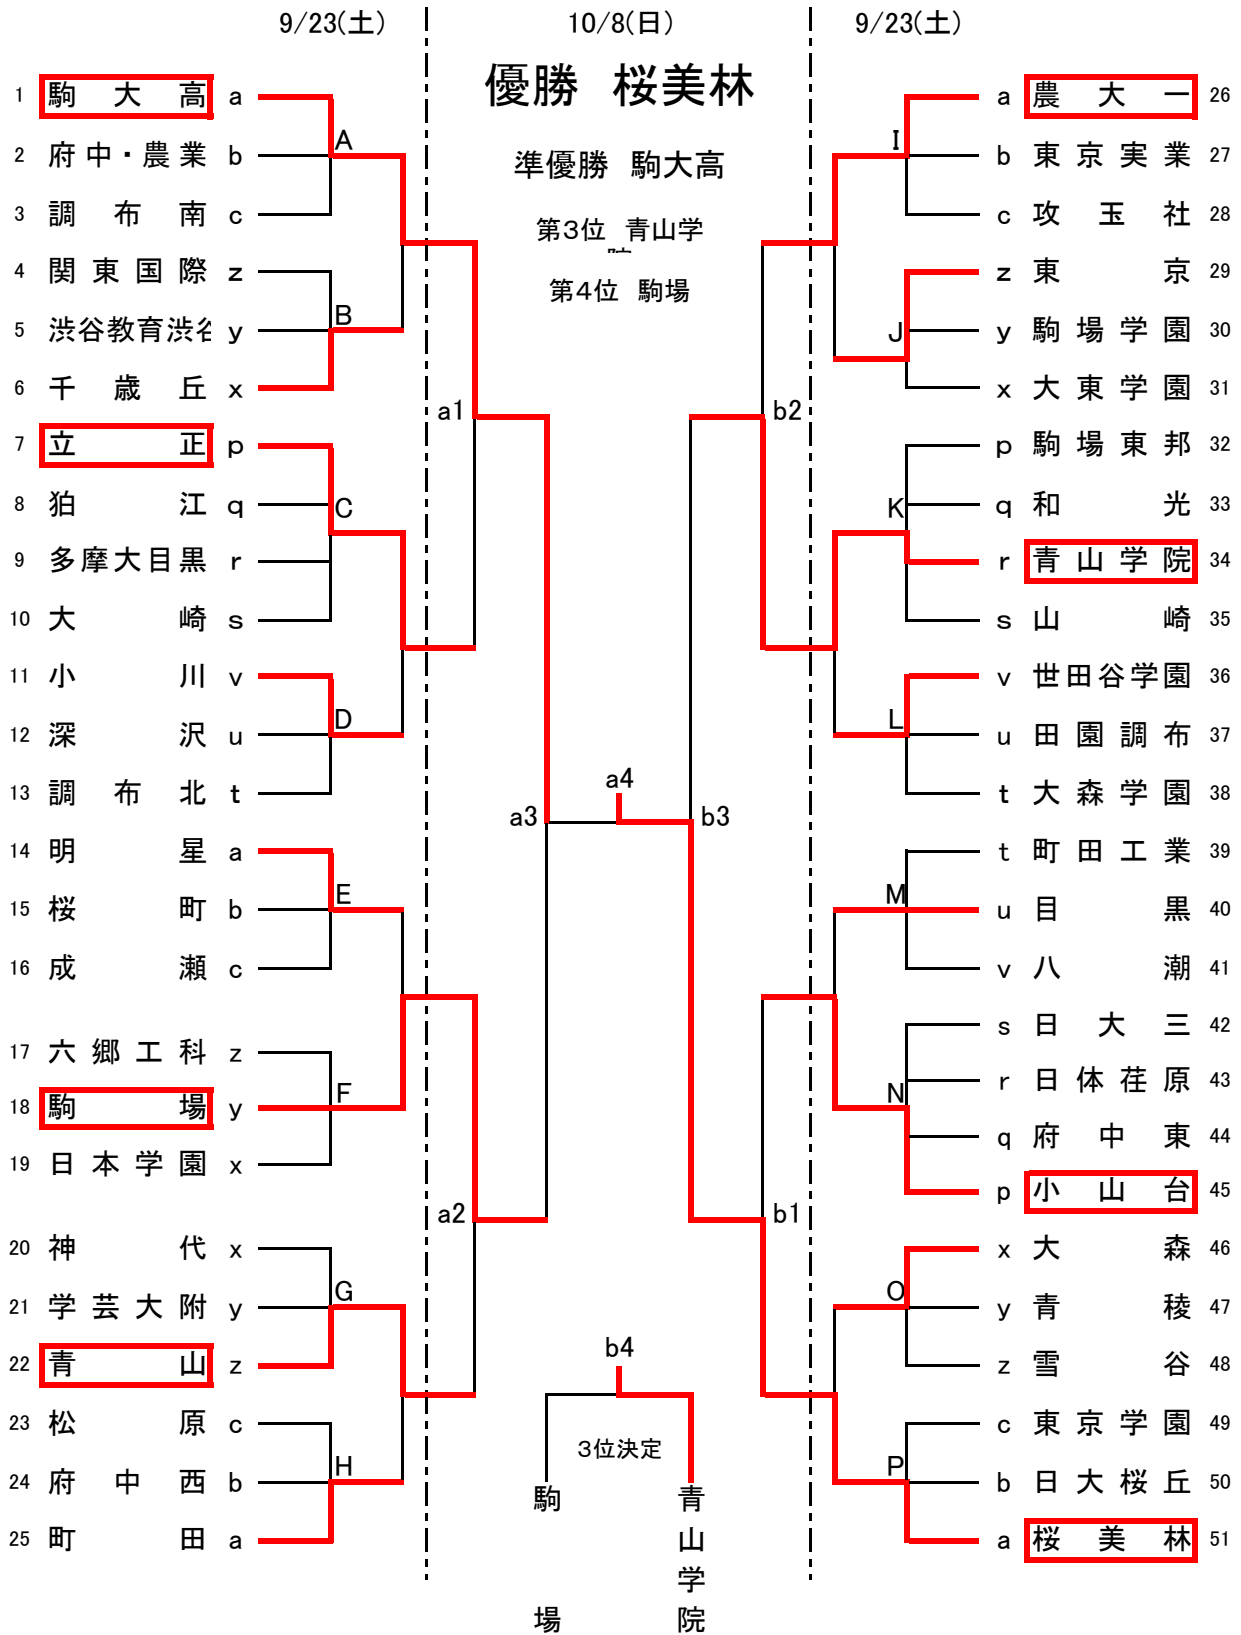 9/23(土)
10/8(日)
9/23(土)
優勝 桜美林
準優勝 駒大高
第3位 青山学
第4位 駒場
1 駒大高 a
2 府中・農業 b
3 調布南 c
A
4 関東国際 z
5 渋谷教育渋谷 y
6 千歳丘 x
B
7 立正 p
8 狛江 q
9 多摩大目黒 r
10 大崎 s
C
11 小川 v
12 深沢 u
13 調布北 t
D
14 明星 a
15 桜町 b
16 成瀬 c
E
17 六郷工科 z
18 駒場 y
19 日本学園 x
F
20 神代 x
21 学芸大附 y
22 青山 z
G
23 松原 c
24 府中西 b
25 町田 a
H
a1
a2
a3
a4
b3
b2
b1
b4
3位決定
駒場
青山学院
I
a 農大一 26
b 東京実業 27
c 攻玉社 28
J
z 東京 29
y 駒場学園 30
x 大東学園 31
K
p 駒場東邦 32
q 和光 33
r 青山学院 34
s 山崎 35
L
v 世田谷学園 36
u 田園調布 37
t 大森学園 38
M
t 町田工業 39
u 目黒 40
v 八潮 41
N
s 日大三 42
r 日体荏原 43
q 府中東 44
p 小山台 45
O
x 大森 46
y 青稜 47
z 雪谷 48
P
c 東京学園 49
b 日大桜丘 50
a 桜美林 51